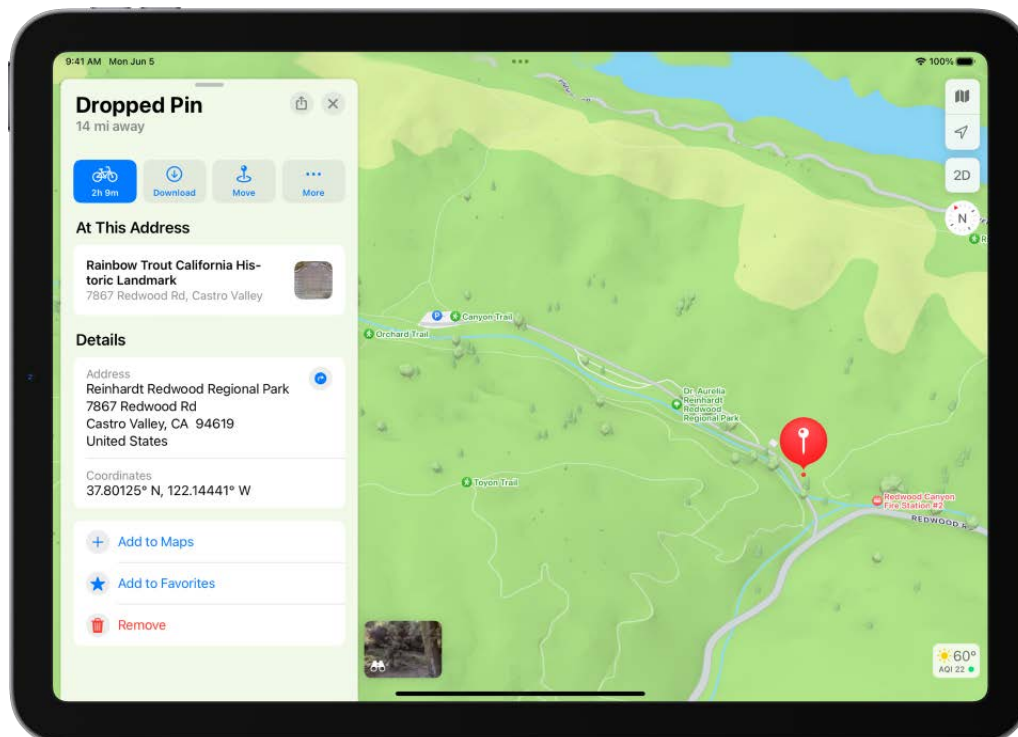 9:41 AM Mon Jun 5
100%
Dropped Pin
14 mi away
2h 9m
Download
Move
More
At This Address
Rainbow Trout California His-
toric Landmark
7867 Redwood Rd, Castro Valley
Details
Address
Reinhardt Redwood Regional Park
7867 Redwood Rd
Castro Valley, CA 94619
United States
Coordinates
37.80125° N, 122.14441° W
Add to Maps
Add to Favorites
Remove
2D
N
R
P
Canyon Trail
Orchard Trail
Dr. Aurelia
Reinhardt
Redwood
Regional Park
Toyon Trail
Redwood Canyon
Fire Station #2
REDWOOD R
60°
AQI 22